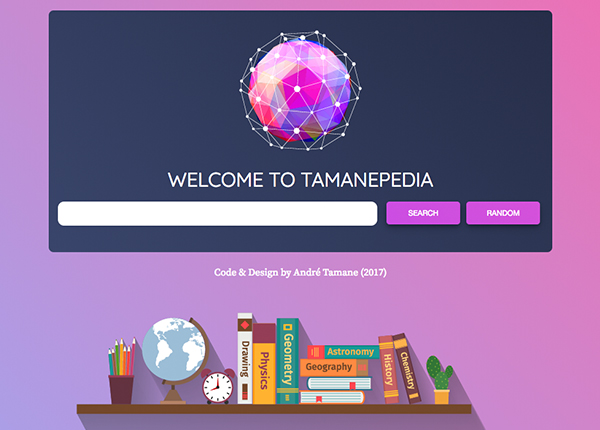 WELCOME TO TAMANEPEDIA
SEARCH
RANDOM
Code & Design by André Tamane (2017)
Drawing
Physics
Geometry
Astronomy
Geography
History
Chemistry